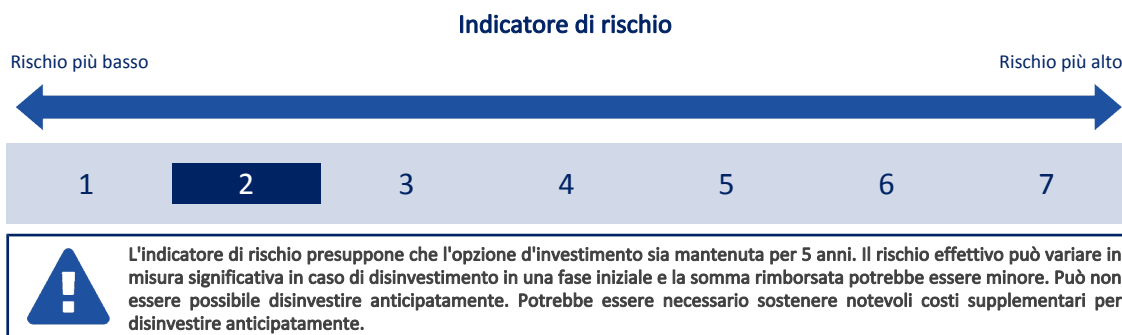 Indicatore di rischio
Rischio più basso
Rischio più alto
1 2 3 4 5 6 7
L'indicatore di rischio presuppone che l'opzione d'investimento sia mantenuta per 5 anni. Il rischio effettivo può variare in
misura significativa in caso di disinvestimento in una fase iniziale e la somma rimborsata potrebbe essere minore. Può non
essere possibile disinvestire anticipatamente. Potrebbe essere necessario sostenere notevoli costi supplementari per
disinvestire anticipatamente.